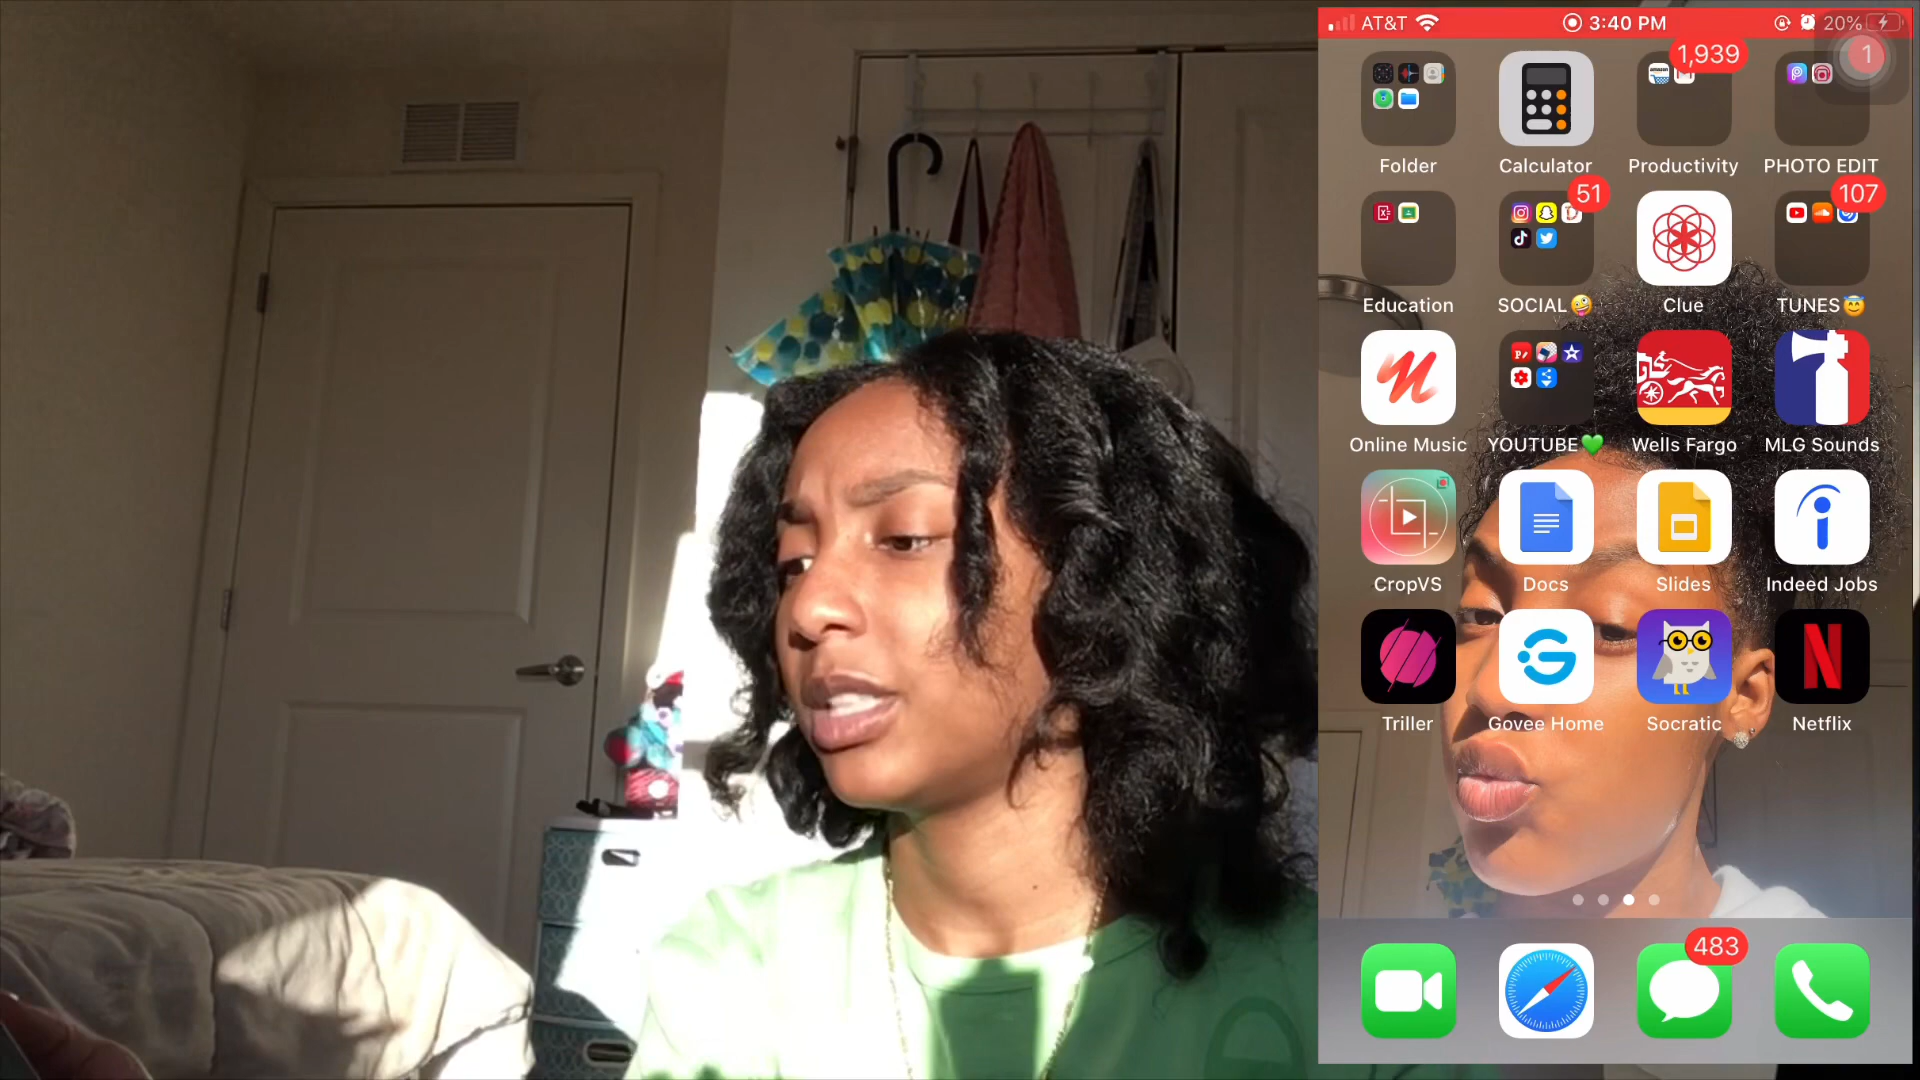 AT&T 3:40 PM 20%
1,939 1
Folder Calculator Productivity PHOTO EDIT
51 107
Education SOCIAL🤪 Clue TUNES😇
Online Music YOUTUBE💚 Wells Fargo MLG Sounds
CropVS Docs Slides Indeed Jobs
N
Triller Govee Home Socratic Netflix
483